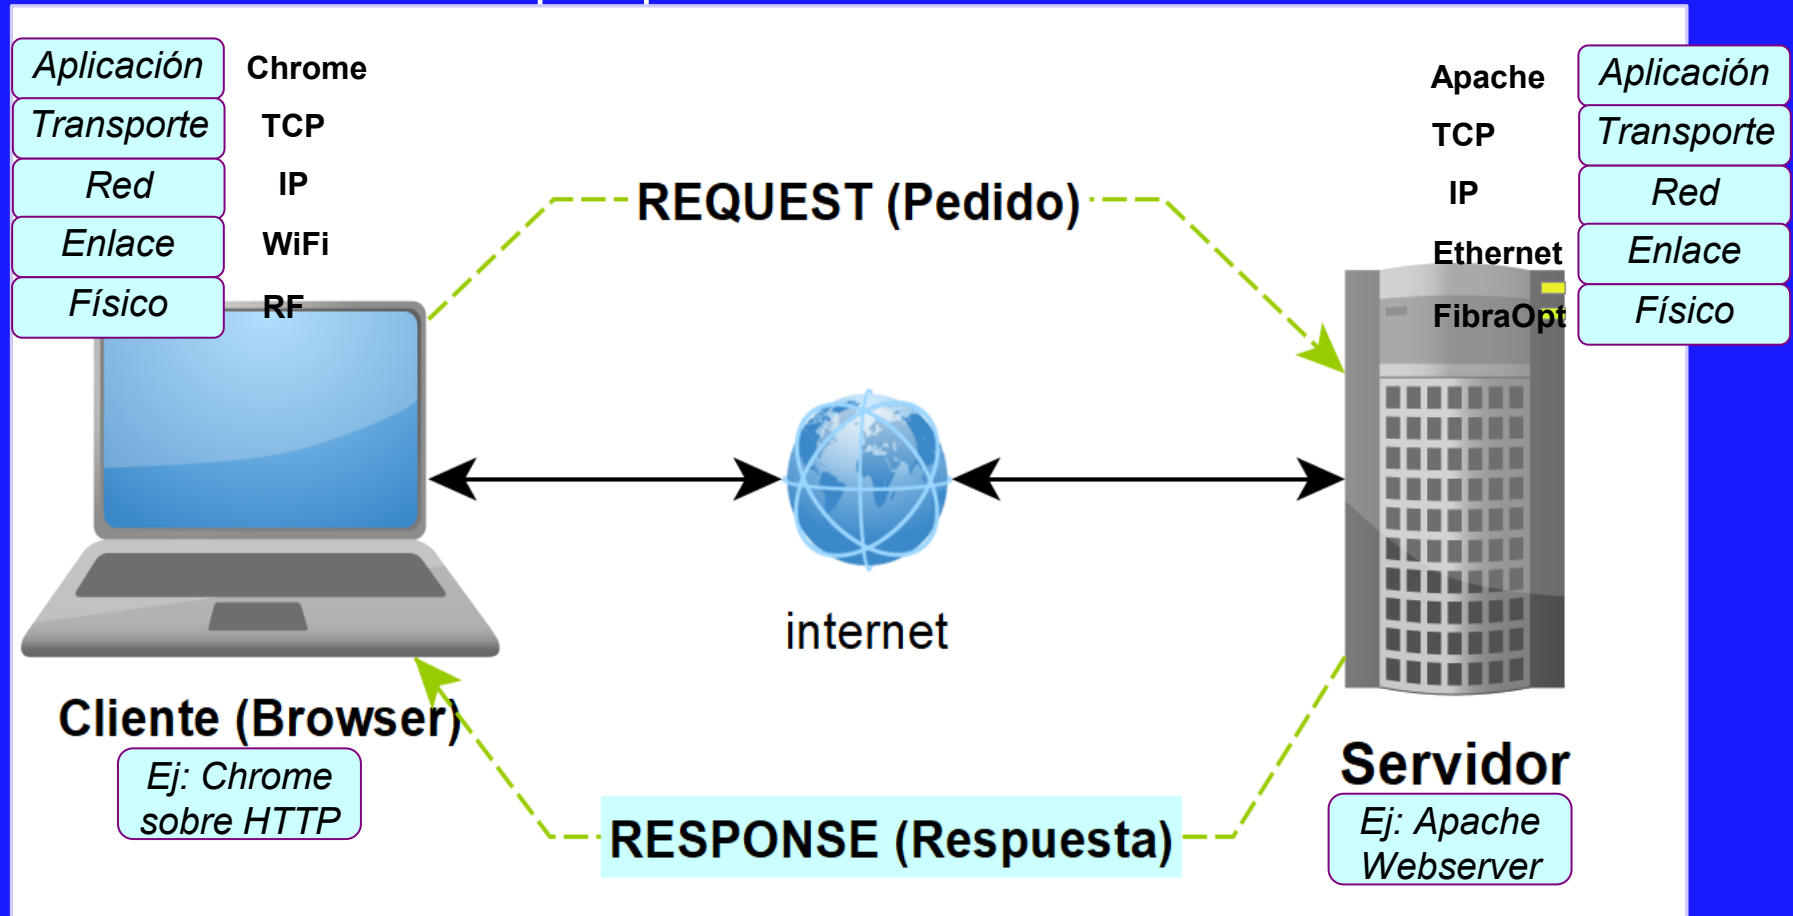 Aplicación Chrome
Transporte TCP
Red IP
Enlace WiFi
Físico RF
Apache Aplicación
TCP Transporte
IP Red
Ethernet Enlace
FibraOpt Físico
REQUEST (Pedido)
internet
Cliente (Browser)
Ej: Chrome
sobre HTTP
RESPONSE (Respuesta)
Servidor
Ej: Apache
Webserver